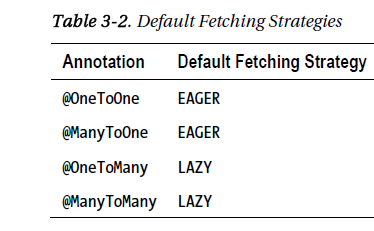 Table 3-2. Default Fetching Strategies
Annotation Default Fetching Strategy
@OneToOne EAGER
@ManyToOne EAGER
@OneToMany LAZY
@ManyToMany LAZY